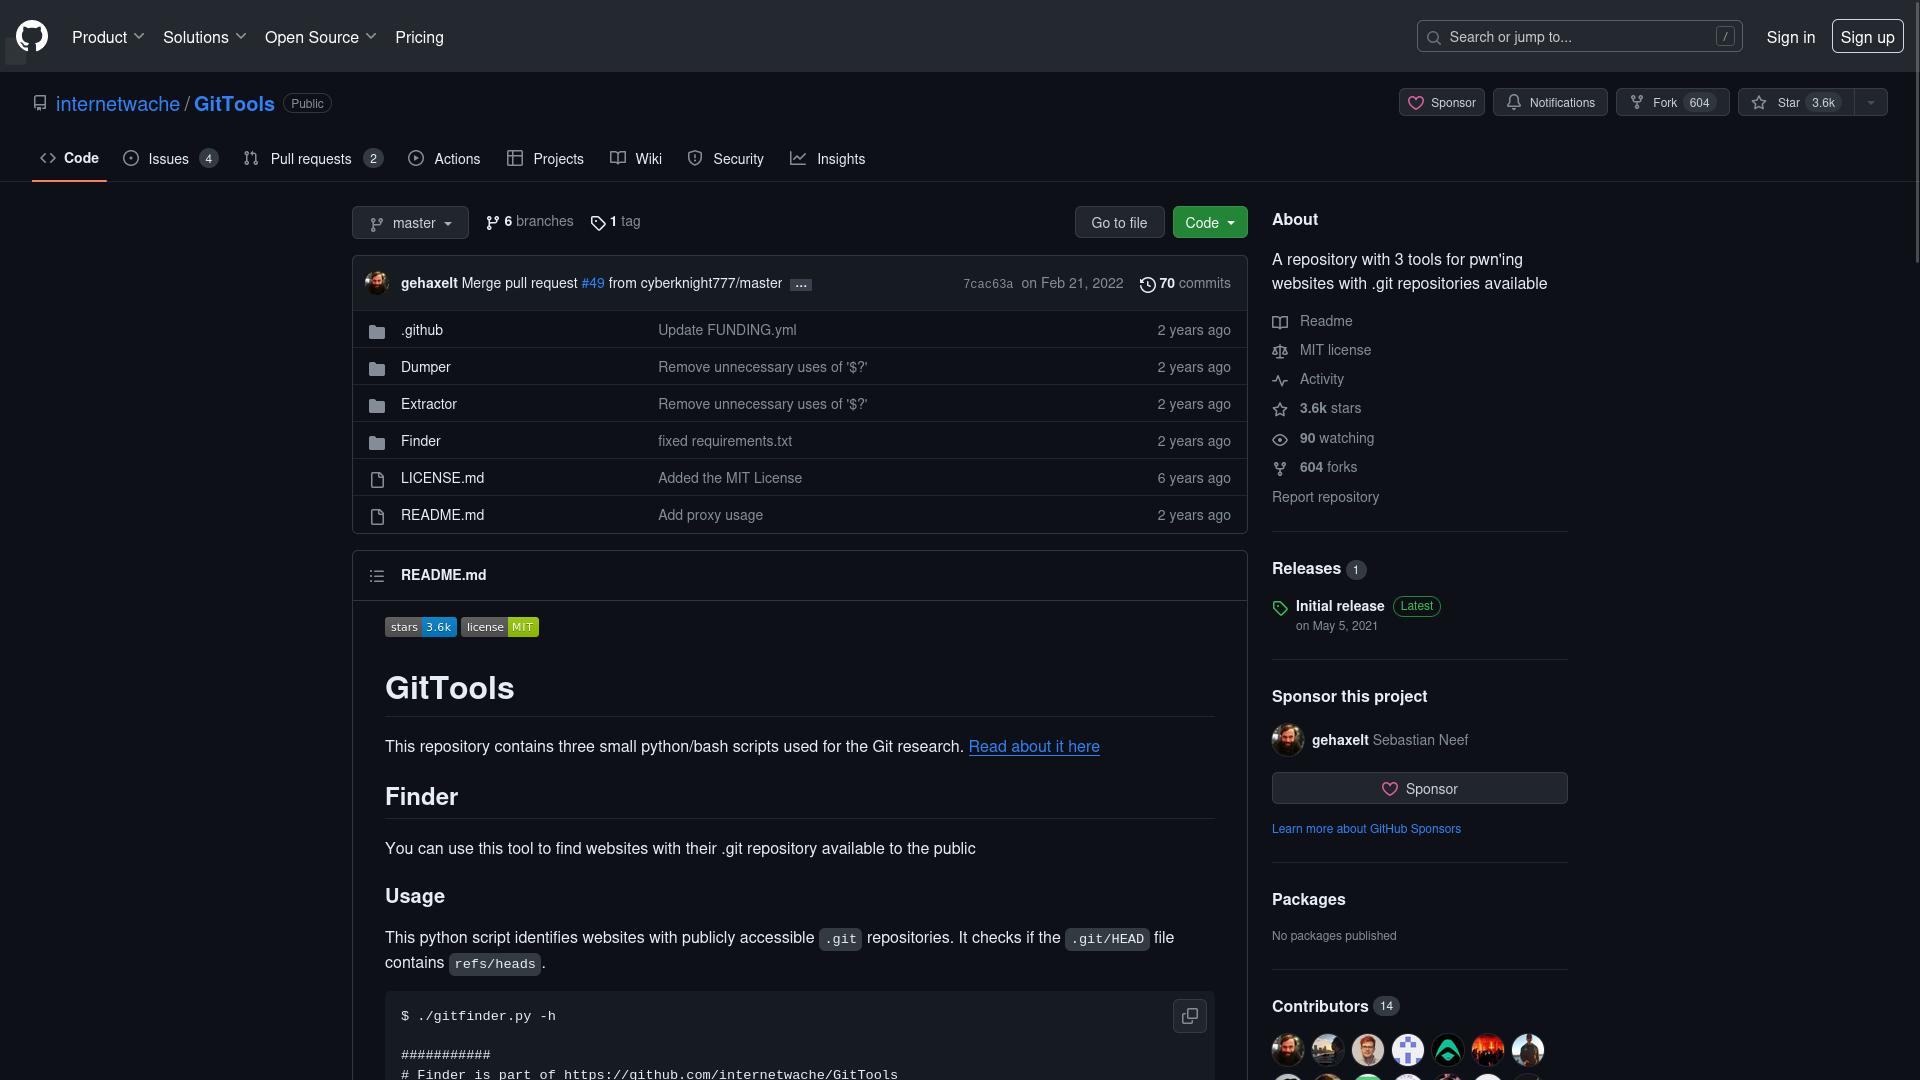 Product Solutions Open Source Pricing Search or jump to... / Sign in Sign up
internetwache / GitTools Public Sponsor Notifications Fork 604 Star 3.6k
Code Issues 4 Pull requests 2 Actions Projects Wiki Security Insights
master 6 branches 1 tag Go to file Code
gehaxelt Merge pull request #49 from cyberknight777/master ... 7cac63a on Feb 21, 2022 70 commits
.github Update FUNDING.yml 2 years ago
Dumper Remove unnecessary uses of '$?' 2 years ago
Extractor Remove unnecessary uses of '$?' 2 years ago
Finder fixed requirements.txt 2 years ago
LICENSE.md Added the MIT License 6 years ago
README.md Add proxy usage 2 years ago
README.md
stars 3.6k license MIT
GitTools
This repository contains three small python/bash scripts used for the Git research. Read about it here
Finder
You can use this tool to find websites with their .git repository available to the public
Usage
This python script identifies websites with publicly accessible .git repositories. It checks if the .git/HEAD file
contains refs/heads.
$ ./gitfinder.py -h
###########
# Finder is part of https://github.com/internetwache/GitTools
About
A repository with 3 tools for pwn'ing
websites with .git repositories available
Readme
MIT license
Activity
3.6k stars
90 watching
604 forks
Report repository
Releases 1
Initial release Latest
on May 5, 2021
Sponsor this project
gehaxelt Sebastian Neef
Sponsor
Learn more about GitHub Sponsors
Packages
No packages published
Contributors 14